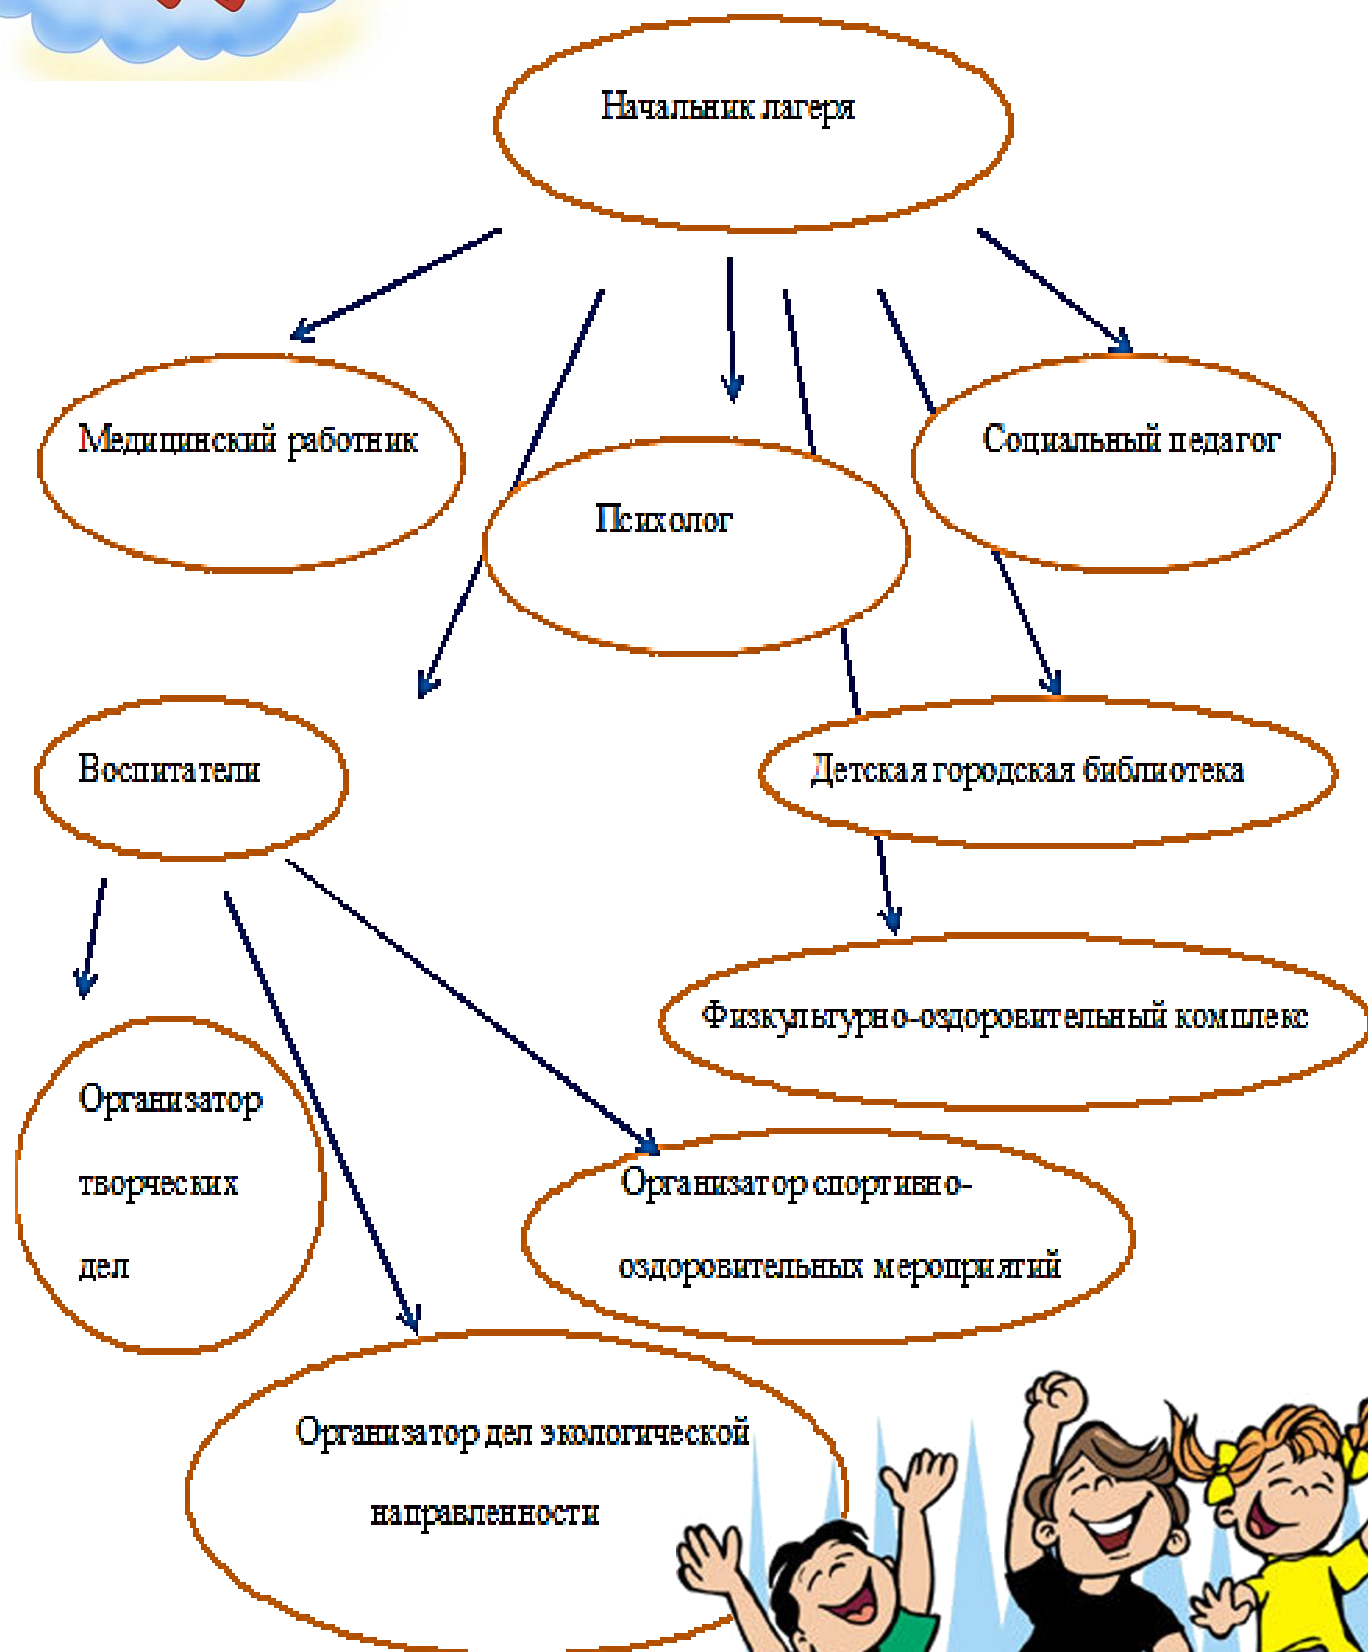 Начальник лагеря
Медицинский работник
Социальный педагог
Психолог
Воспитатели
Детская городская библиотека
Физкультурно-оздоровительный комплекс
Организатор
творческих
дел
Организатор спортивно-
оздоровительных мероприятий
Организатор дел экологической
направленности